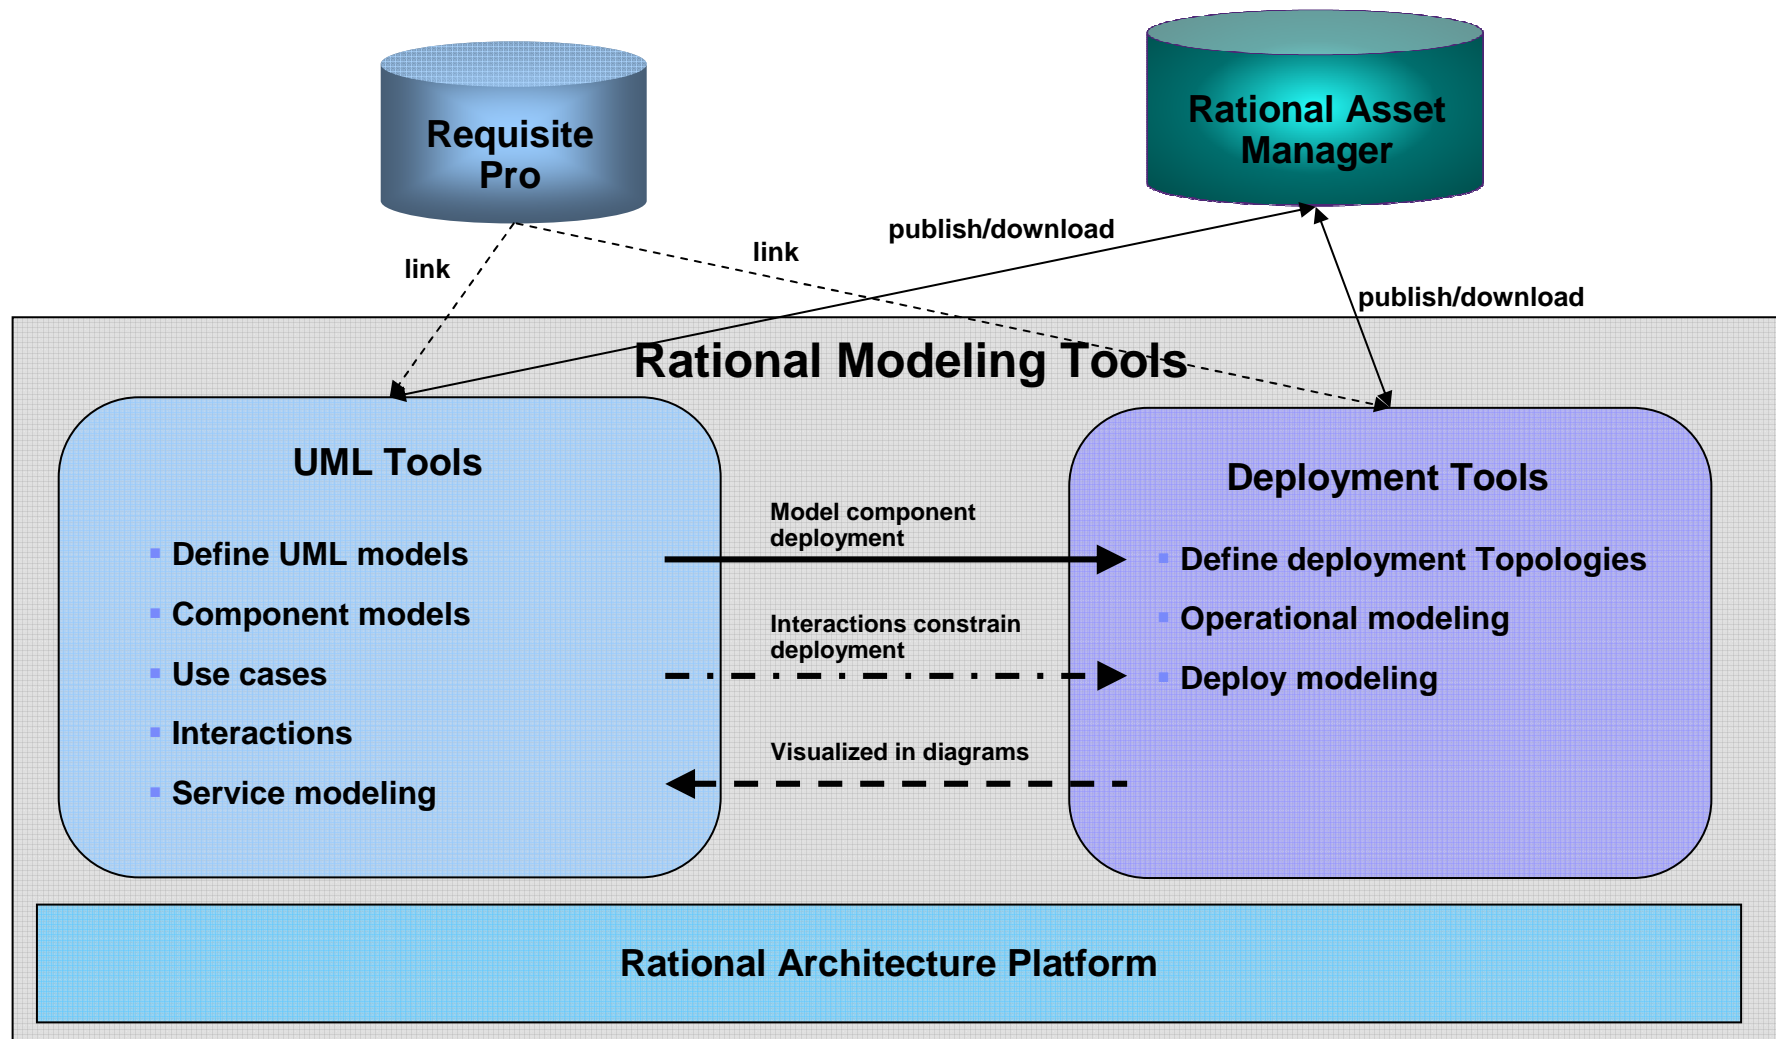 Requisite
Pro
Rational Asset
Manager
publish/download
link
link
publish/download
Rational Modeling Tools
UML Tools
Define UML models
Component models
Use cases
Interactions
Service modeling
Model component
deployment
Interactions constrain
deployment
Visualized in diagrams
Deployment Tools
Define deployment Topologies
Operational modeling
Deploy modeling
Rational Architecture Platform